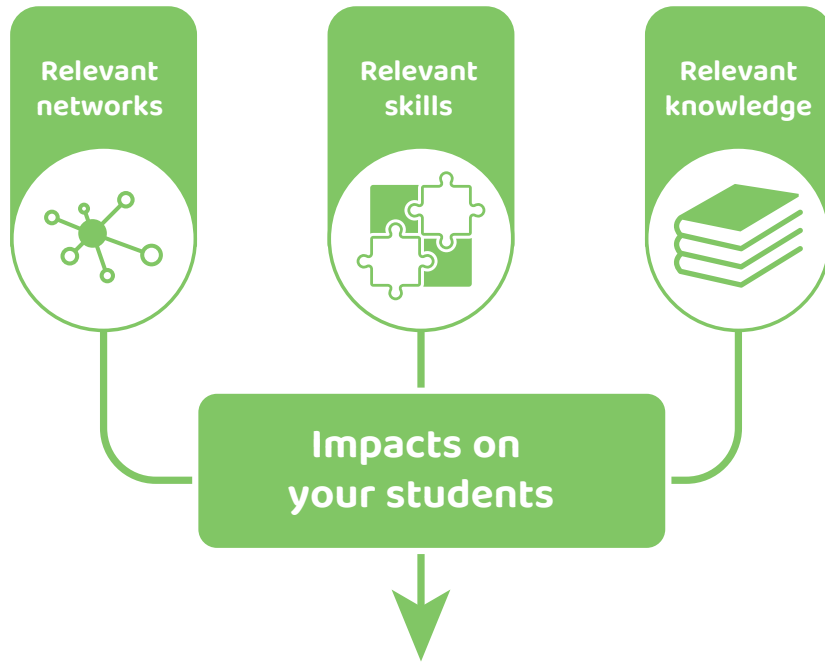 Relevant
networks
Relevant
skills
Relevant
knowledge
Impacts on
your students